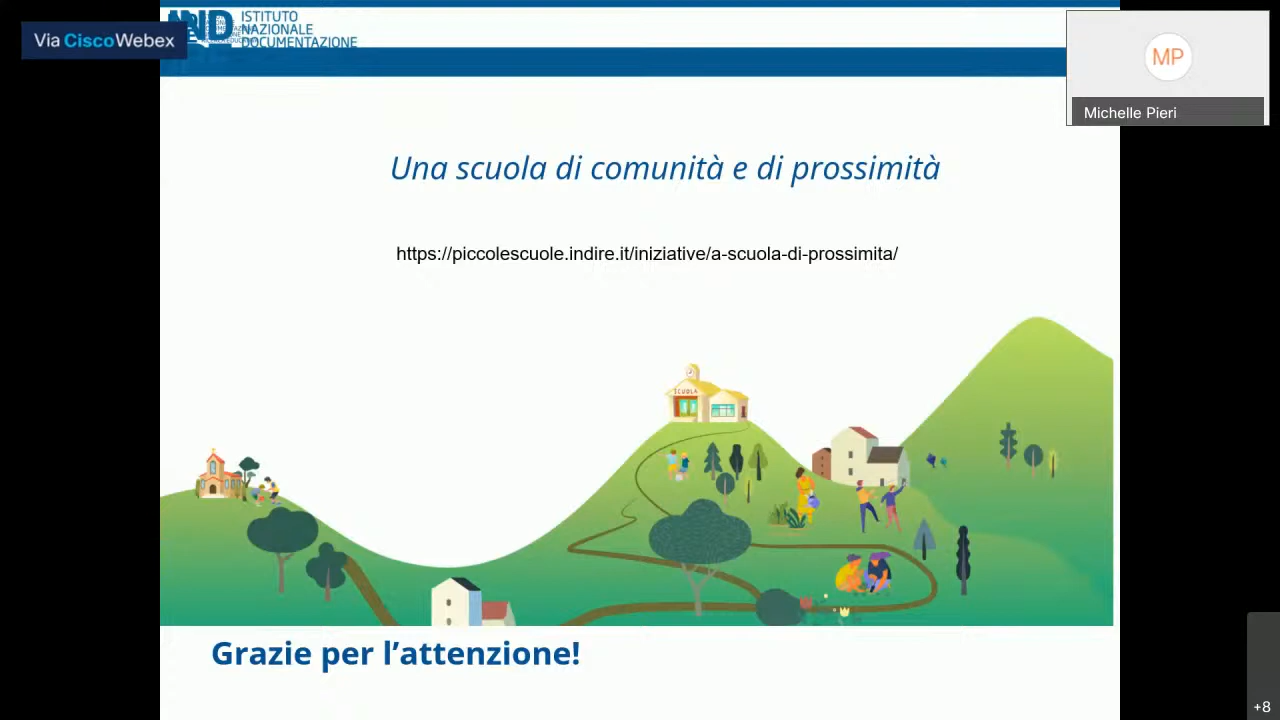 Via CiscoWebex
ISTITUTO
NAZIONALE
DOCUMENTAZIONE
MP
Michelle Pieri
Una scuola di comunità e di prossimità
https://piccolescuole.indire.it/iniziative/a-scuola-di-prossimita/
SCUOLA
Grazie per l’attenzione!
+8